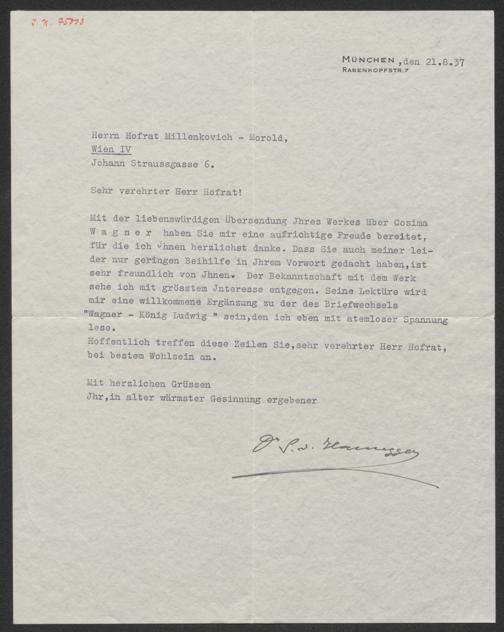 J. N. 75893
MÜNCHEN ,den 21.8.37
RABENKOPFSTR.7
Herrn Hofrat Millenkovich - Morold,
Wien IV
Johann Straussgasse 6.
Sehr verehrter Herr Hofrat!
Mit der liebenswürdigen Übersendung Jhres Werkes über Cosima
W a g n e r haben Sie mir eine aufrichtige Freude bereitet,
für die ich Jhnen herzlichst danke. Dass Sie auch meiner lei-
der nur geringen Beihilfe in Jhrem Vorwort gedacht haben,ist
sehr freundlich von Jhnen. Der Bekanntschaft mit dem Werk
sehe ich mit grösstem Jnteresse entgegen. Seine Lektüre wird
mir eine willkommene Ergänzung zu der des Briefwechsels
"Wagner - König Ludwig " sein,den ich eben mit atemloser Spannung
lese.
Hoffentlich treffen diese Zeilen Sie,sehr verehrter Herr Hofrat,
bei bestem Wohlsein an.
Mit herzlichen Grüssen
Jhr,in alter wärmster Gesinnung ergebener
Dr S. v. Hausegger